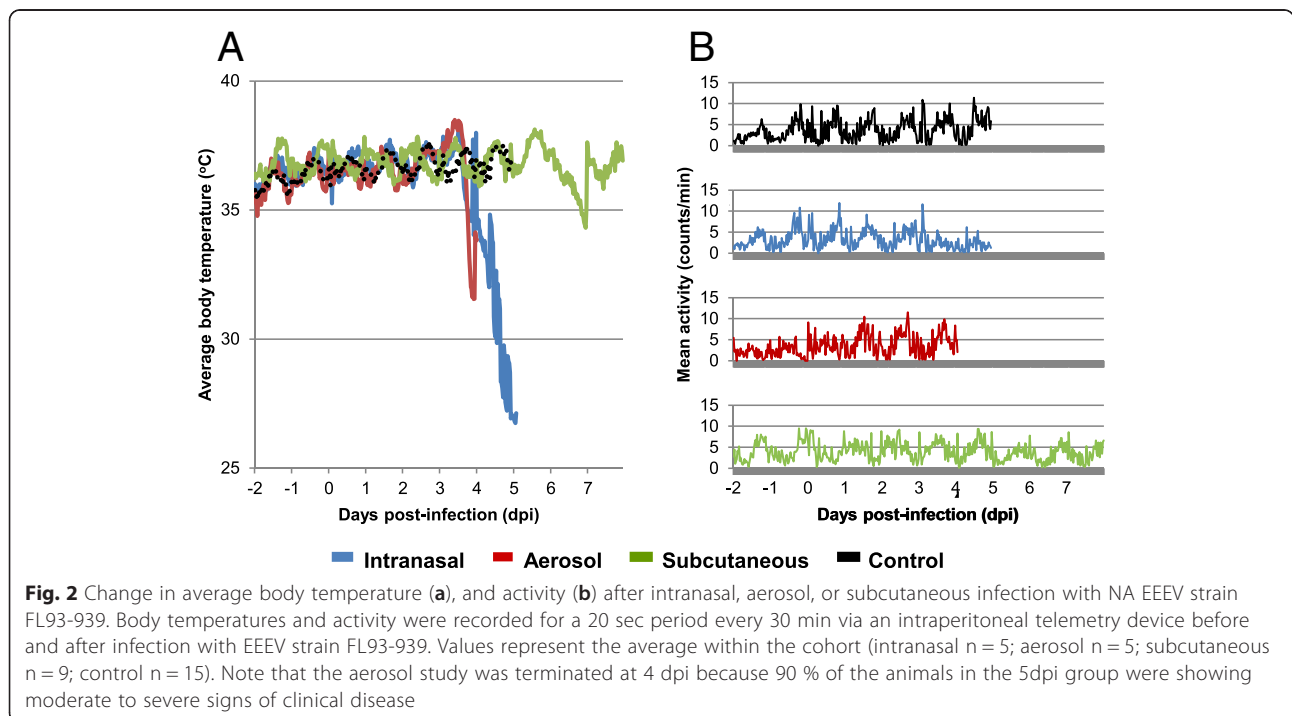 A
B
40
35
30
25
Average body temperature (°C)
-2 -1 0 1 2 3 4 5 6 7
Days post-infection (dpi)
15
10
5
0
15
10
5
0
15
10
5
0
15
10
5
0
Mean activity (counts/min)
-2 -1 0 1 2 3 4 5 6 7
Days post-infection (dpi)
Intranasal Aerosol Subcutaneous Control
Fig. 2 Change in average body temperature (a), and activity (b) after intranasal, aerosol, or subcutaneous infection with NA EEEV strain
FL93-939. Body temperatures and activity were recorded for a 20 sec period every 30 min via an intraperitoneal telemetry device before
and after infection with EEEV strain FL93-939. Values represent the average within the cohort (intranasal n = 5; aerosol n = 5; subcutaneous
n = 9; control n = 15). Note that the aerosol study was terminated at 4 dpi because 90 % of the animals in the 5dpi group were showing
moderate to severe signs of clinical disease